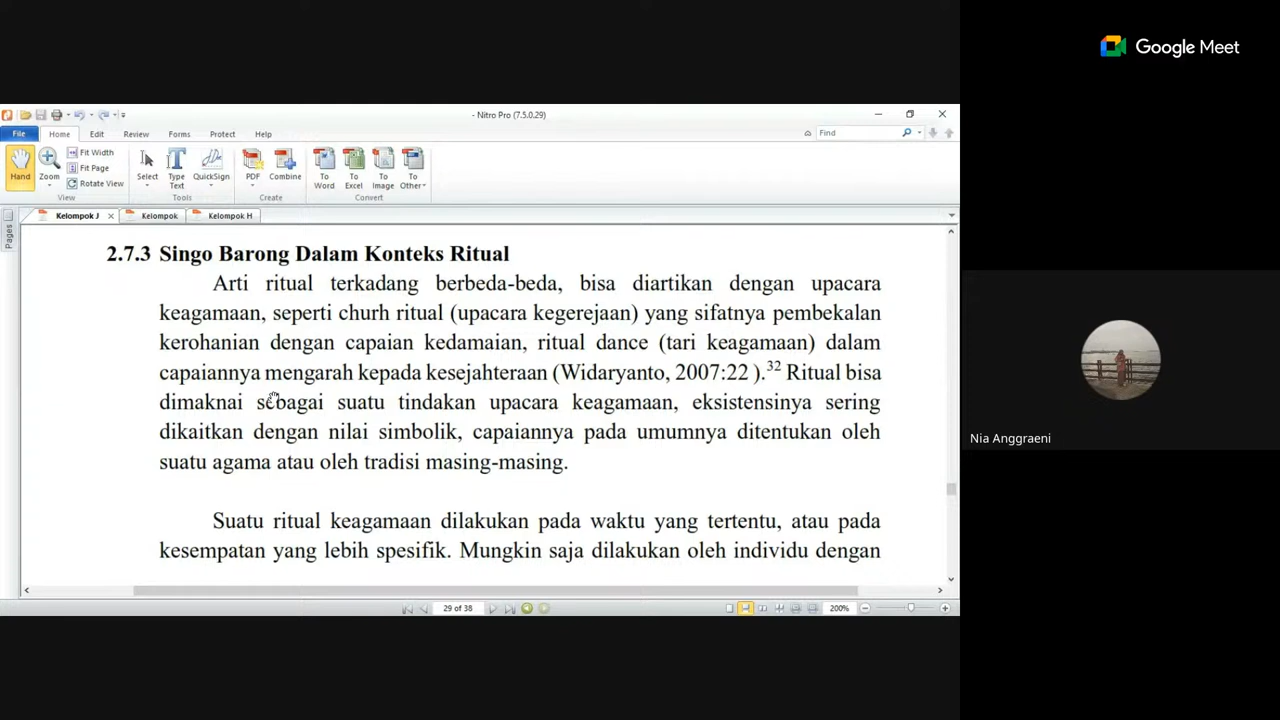 Google Meet
- Nitro Pro (7.5.0.29)
File Home Edit Review Forms Protect Help
Find
Hand
Zoom
Fit Width
Fit Page
Rotate View
View
Select
Type Text
QuickSign
Tools
PDF
Combine
Create
To Word
To Excel
To Image
To Other
Convert
Pages
Kelompok J
Kelompok
Kelompok H
2.7.3 Singo Barong Dalam Konteks Ritual
Arti ritual terkadang berbeda-beda, bisa diartikan dengan upacara
keagamaan, seperti churh ritual (upacara kegerejaan) yang sifatnya pembekalan
kerohanian dengan capaian kedamaian, ritual dance (tari keagamaan) dalam
capaiannya mengarah kepada kesejahteraan (Widaryanto, 2007:22 ).32 Ritual bisa
dimaknai sebagai suatu tindakan upacara keagamaan, eksistensinya sering
dikaitkan dengan nilai simbolik, capaiannya pada umumnya ditentukan oleh
suatu agama atau oleh tradisi masing-masing.
Suatu ritual keagamaan dilakukan pada waktu yang tertentu, atau pada
kesempatan yang lebih spesifik. Mungkin saja dilakukan oleh individu dengan
29 of 38
200%
Nia Anggraeni